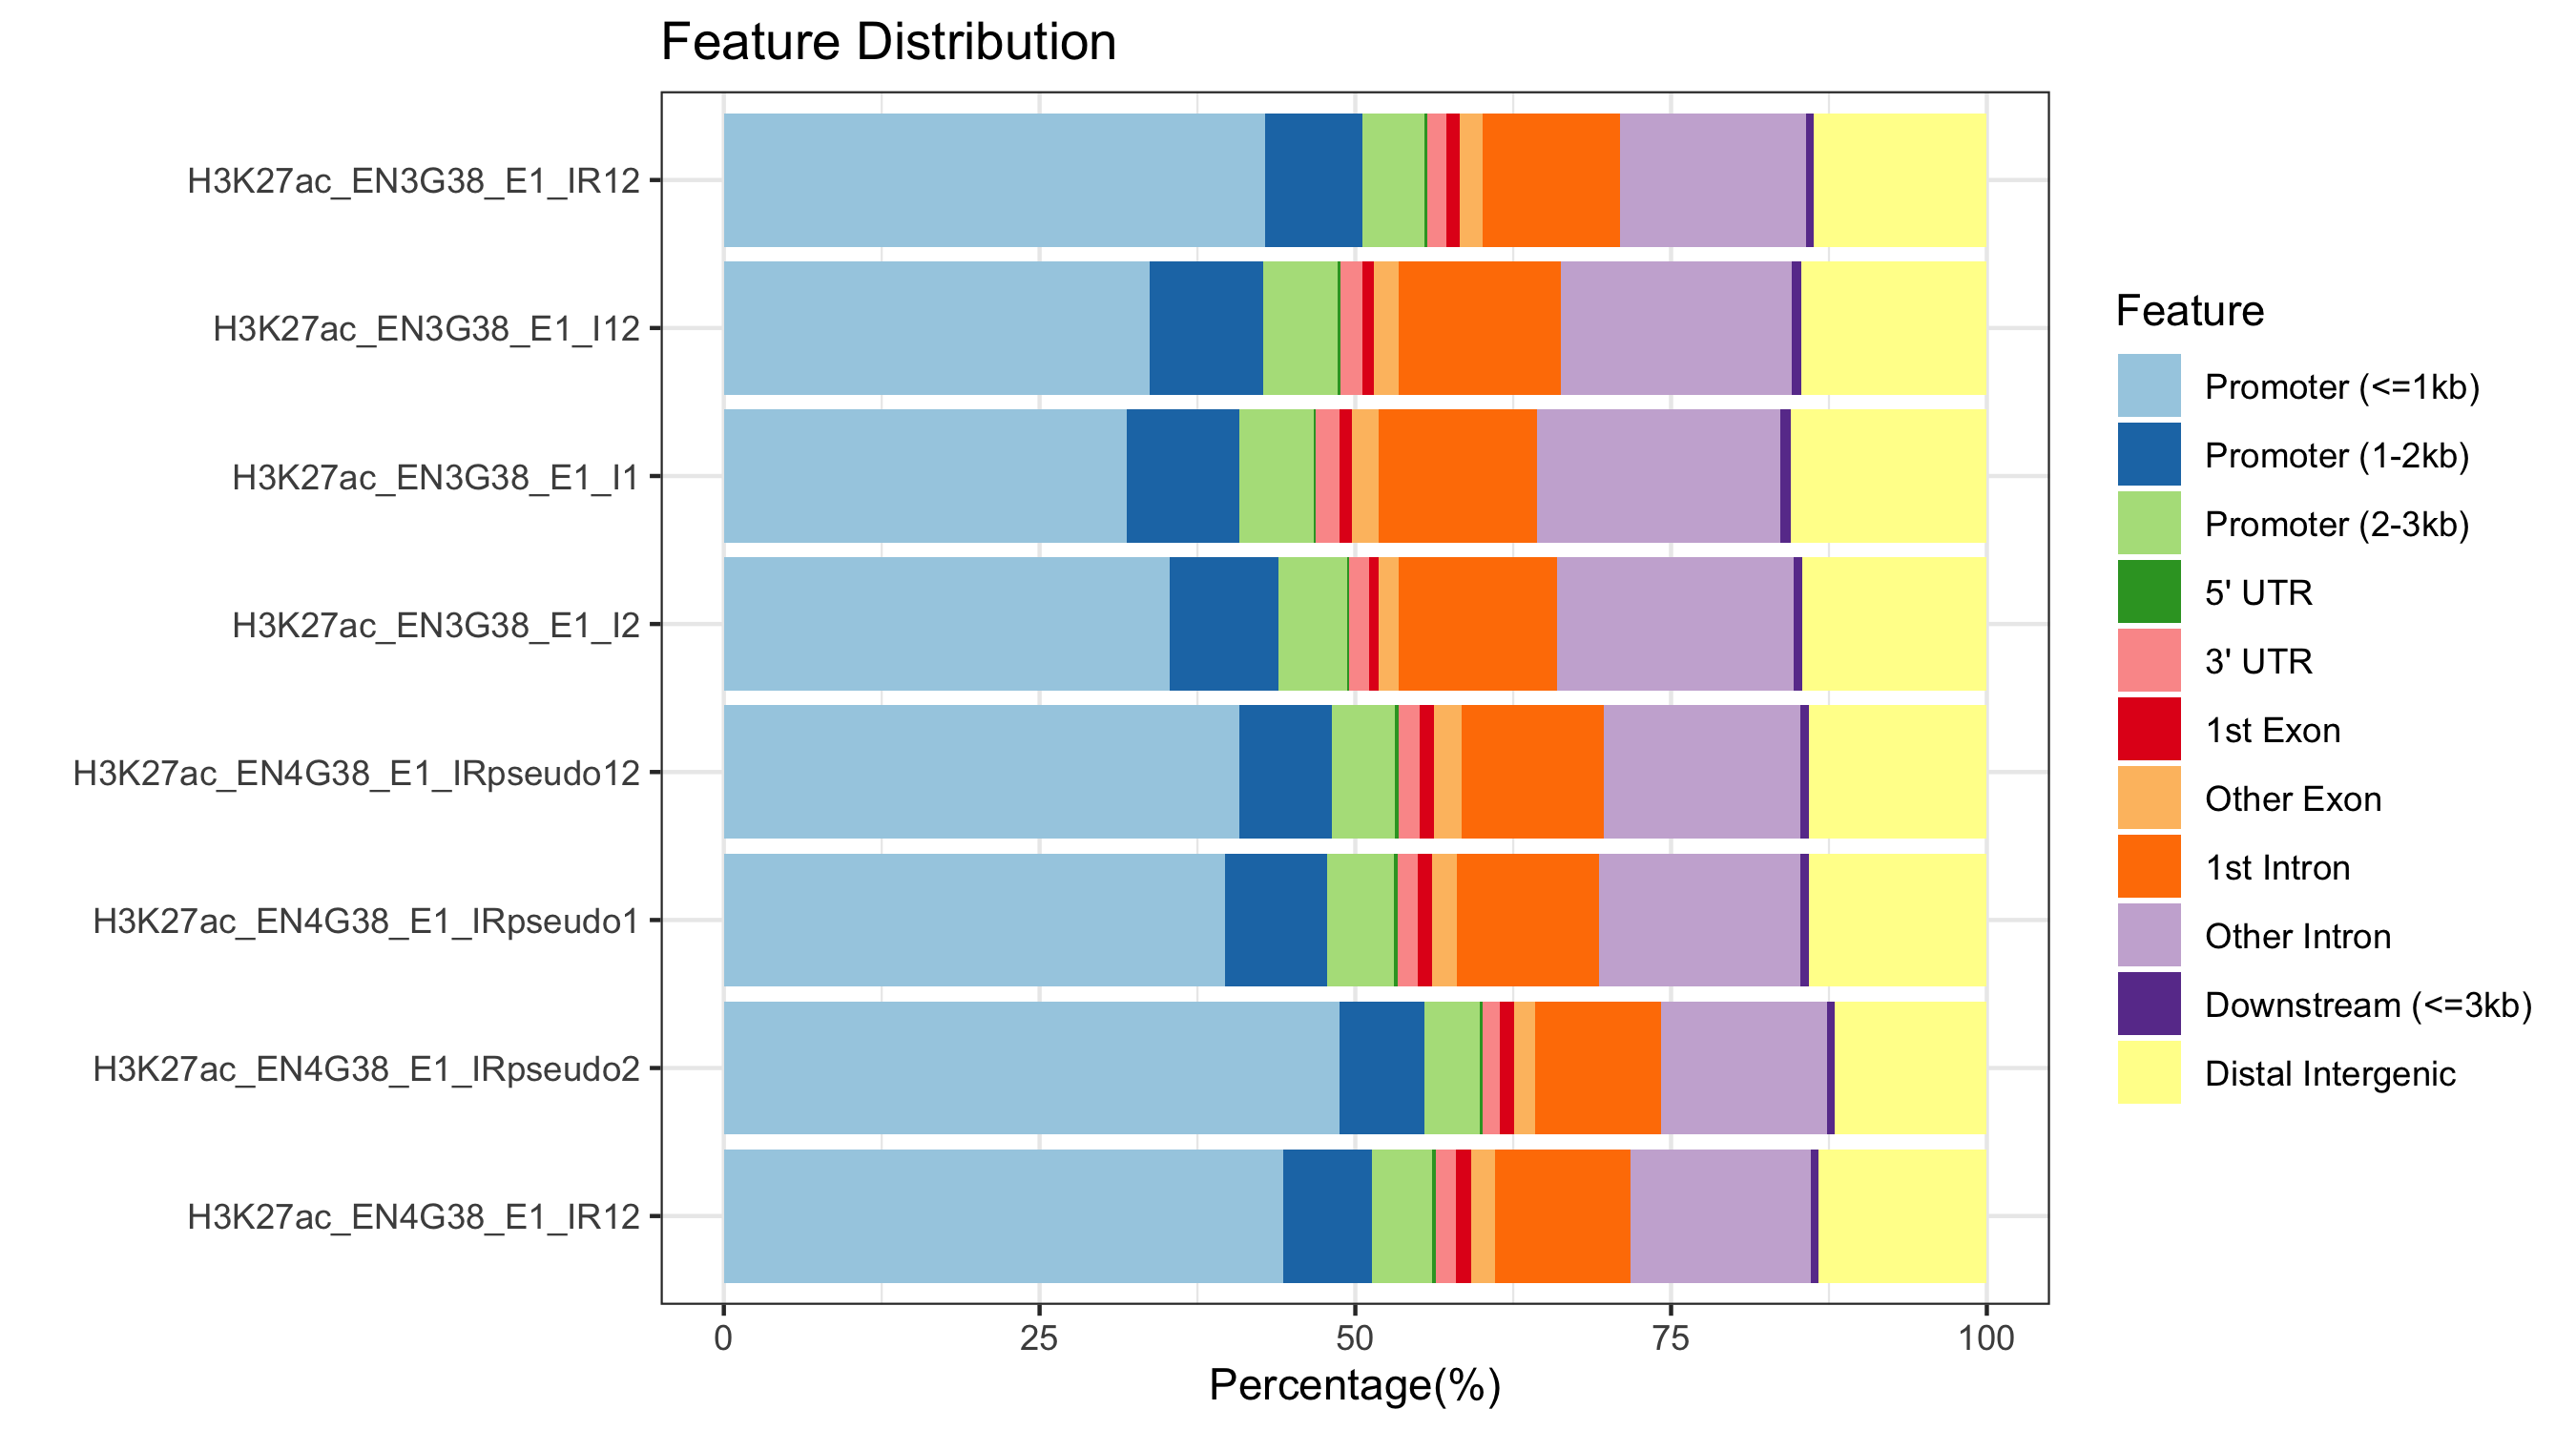 Feature Distribution
H3K27ac_EN3G38_E1_IR12
H3K27ac_EN3G38_E1_I12
H3K27ac_EN3G38_E1_I1
H3K27ac_EN3G38_E1_I2
H3K27ac_EN4G38_E1_IRpseudo12
H3K27ac_EN4G38_E1_IRpseudo1
H3K27ac_EN4G38_E1_IRpseudo2
H3K27ac_EN4G38_E1_IR12
0 25 50 75 100
Percentage(%)
Feature
Promoter (<=1kb)
Promoter (1-2kb)
Promoter (2-3kb)
5' UTR
3' UTR
1st Exon
Other Exon
1st Intron
Other Intron
Downstream (<=3kb)
Distal Intergenic